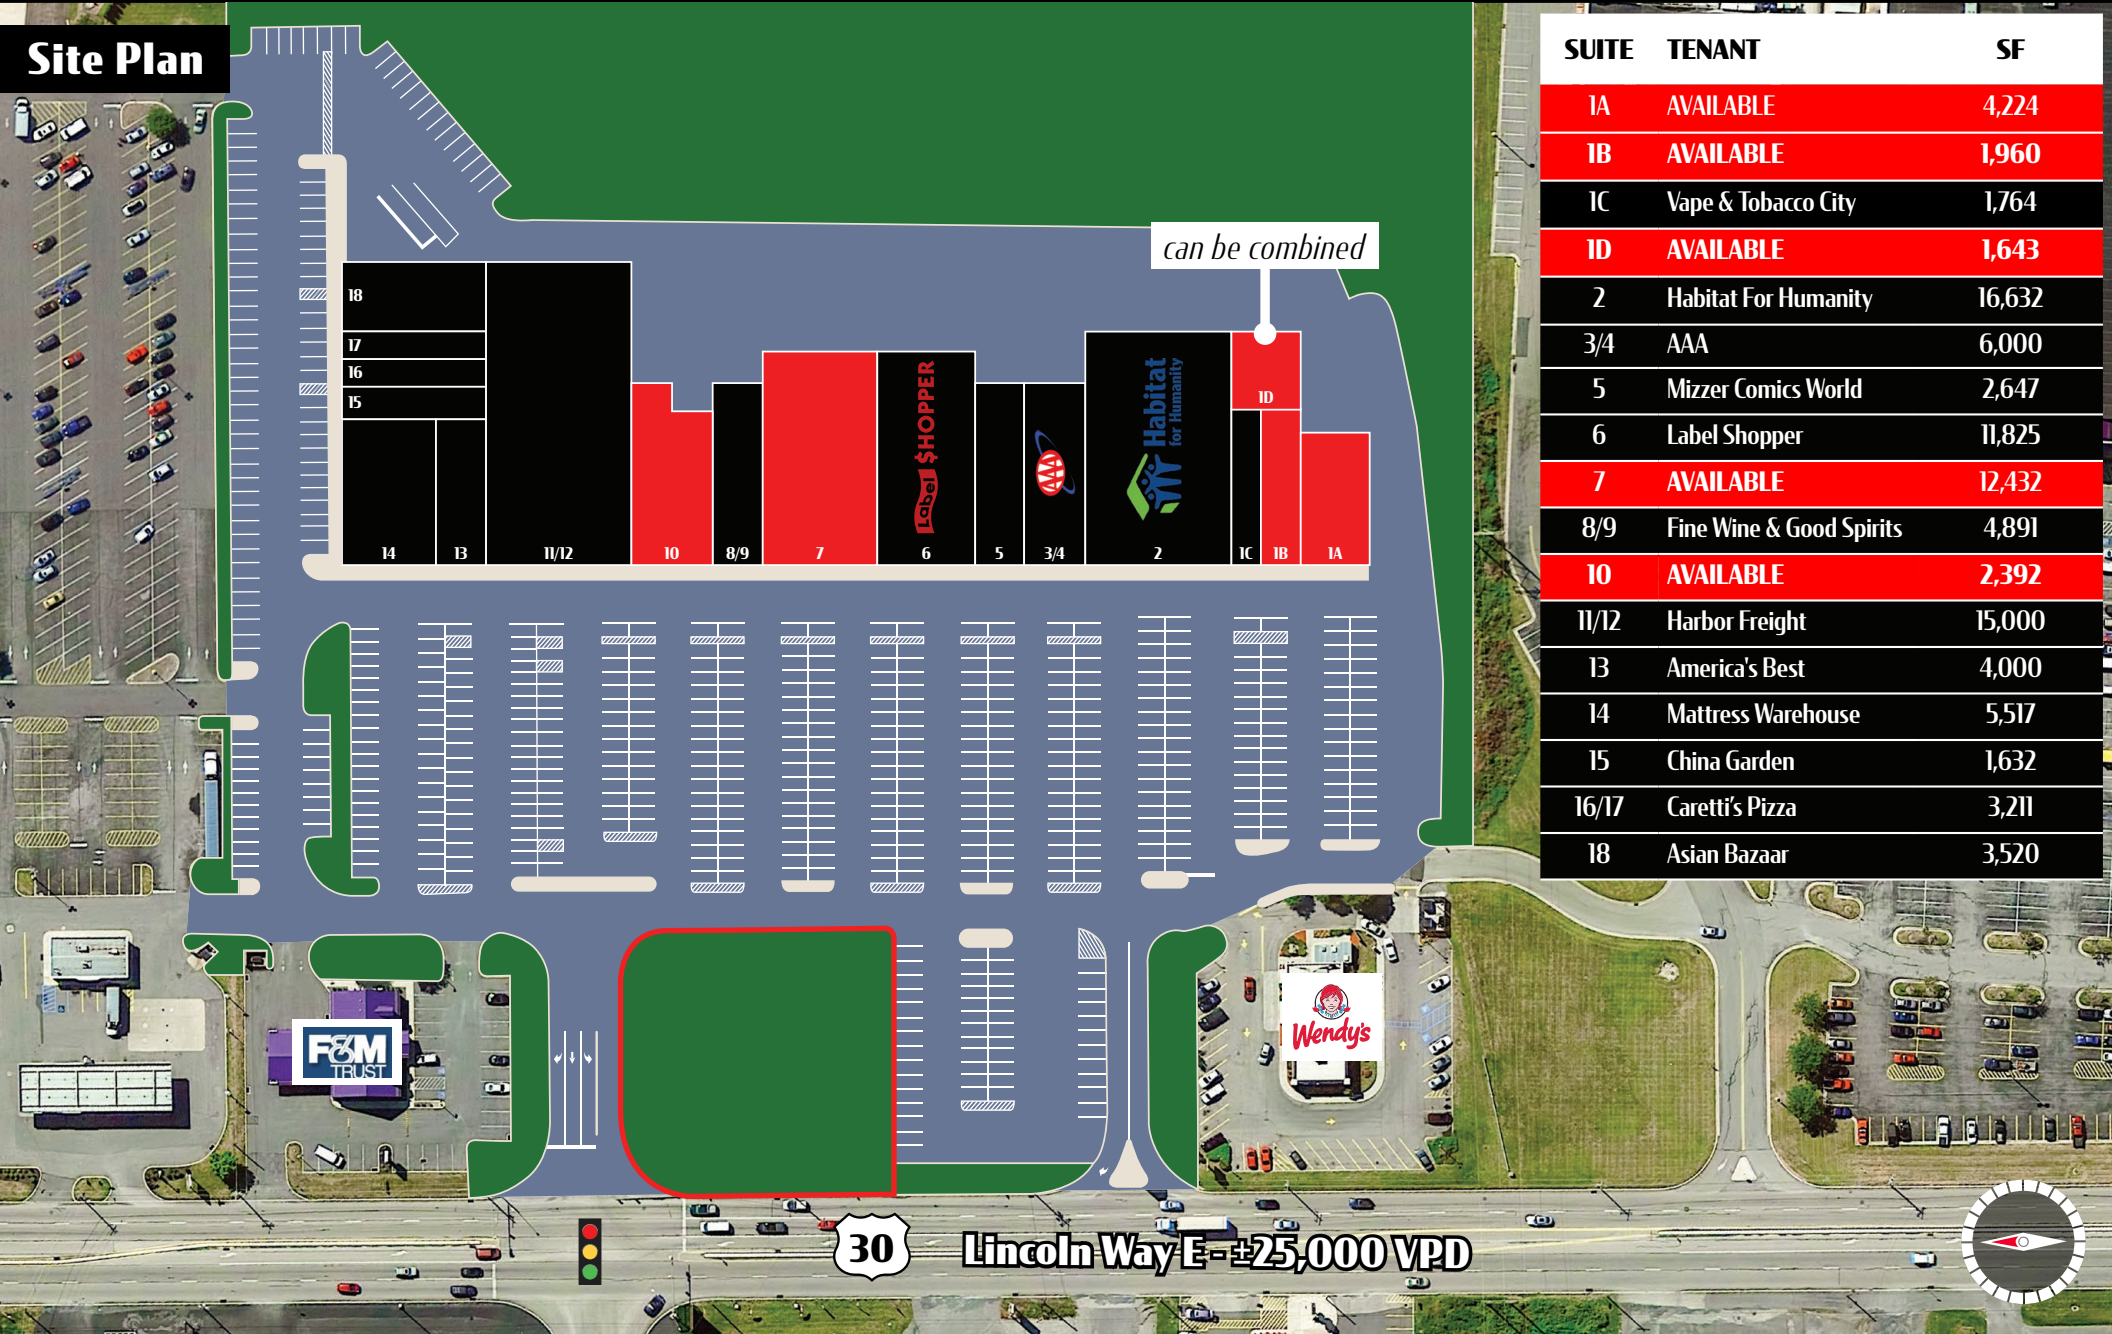 Site Plan
SUITE TENANT SF
1A AVAILABLE 4,224
1B AVAILABLE 1,960
1C Vape & Tobacco City 1,764
1D AVAILABLE 1,643
2 Habitat For Humanity 16,632
3/4 AAA 6,000
5 Mizzer Comics World 2,647
6 Label Shopper 11,825
7 AVAILABLE 12,432
8/9 Fine Wine & Good Spirits 4,891
10 AVAILABLE 2,392
11/12 Harbor Freight 15,000
13 America's Best 4,000
14 Mattress Warehouse 5,517
15 China Garden 1,632
16/17 Caretti's Pizza 3,211
18 Asian Bazaar 3,520
can be combined
18
17
16
15
14
13
11/12
10
8/9
7
Label $HOPPER
6
5
AAA
3/4
Habitat
for Humanity
2
1D
1C
1B
1A
F&M
TRUST
Wendy's
30
Lincoln Way E - ±25,000 VPD